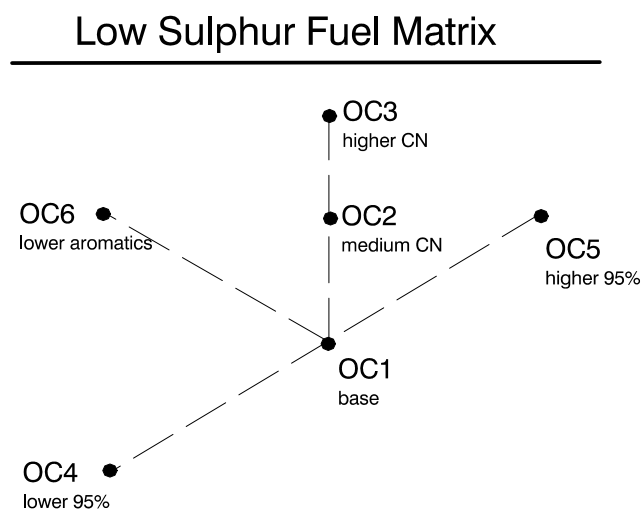 Low Sulphur Fuel Matrix
OC3
higher CN
OC6
lower aromatics
OC2
medium CN
OC5
higher 95%
OC1
base
OC4
lower 95%